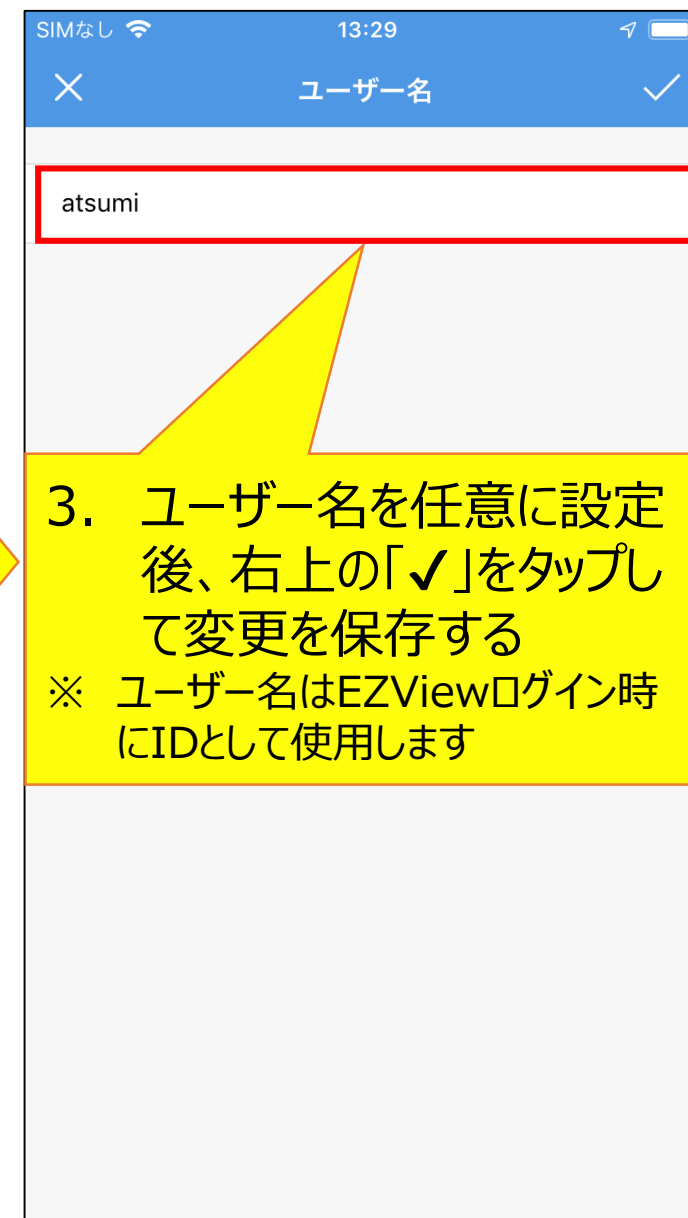 SIMなし 13:29
ユーザー名
atsumi
3. ユーザー名を任意に設定
後、右上の「✓」をタップし
て変更を保存する
※ ユーザー名はEZViewログイン時
にIDとして使用します